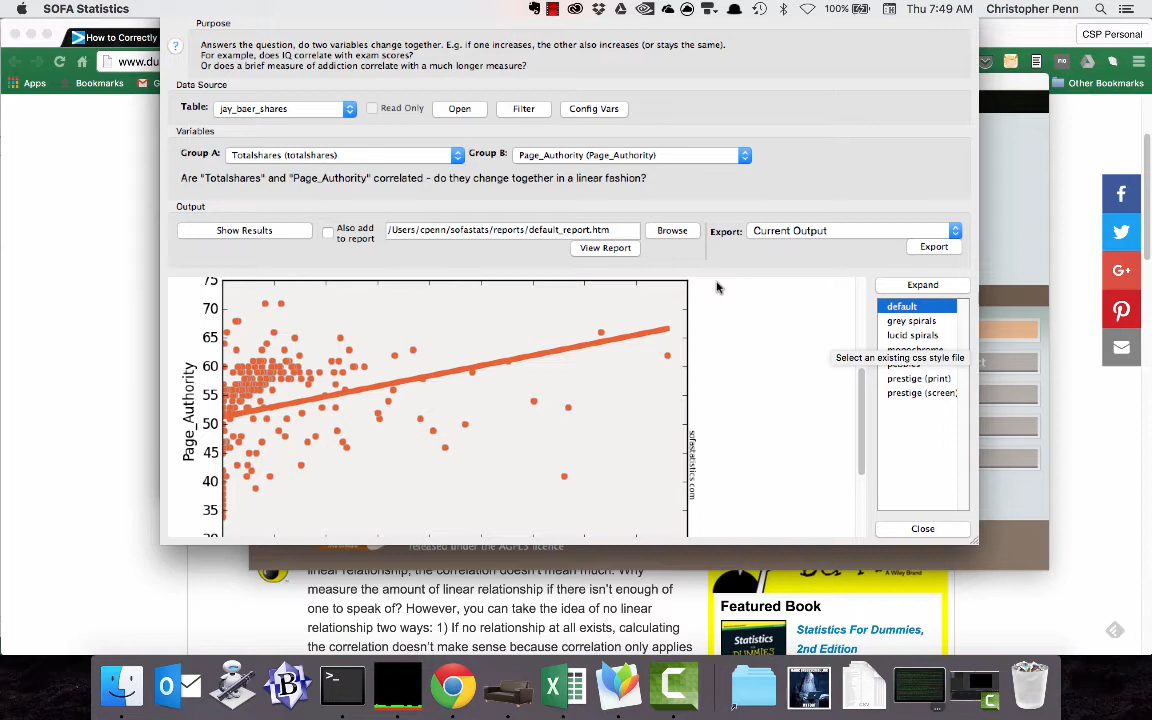 SOFA Statistics
100%
Thu 7:49 AM Christopher Penn
How to Correctly
CSP Personal
www.du
Apps Bookmarks
Other Bookmarks
Purpose
Answers the question, do two variables change together. E.g. if one increases, the other also increases (or stays the same).
For example, does IQ correlate with exam scores?
Or does a brief measure of addiction correlate with a much longer measure?
Data Source
Table: jay_baer_shares Read Only Open Filter Config Vars
Variables
Group A: Totalshares (totalshares) Group B: Page_Authority (Page_Authority)
Are "Totalshares" and "Page_Authority" correlated - do they change together in a linear fashion?
Output
Show Results Also add to report /Users/cpenn/sofastats/reports/default_report.htm Browse Export: Current Output
View Report Export
Expand
default
grey spirals
lucid spirals
monochrome
Select an existing css style file
pebbles
prestige (print)
prestige (screen)
Close
75
70
65
60
55
50
45
40
35
30
Page_Authority
sofastatistics.com
released under the AGPL3 licence
linear relationship, the correlation doesn't mean much. Why
measure the amount of linear relationship if there isn't enough of
one to speak of? However, you can take the idea of no linear
relationship two ways: 1) If no relationship at all exists, calculating
the correlation doesn't make sense because correlation only applies
A Wiley Brand
Featured Book
Statistics For Dummies,
2nd Edition
Statistics